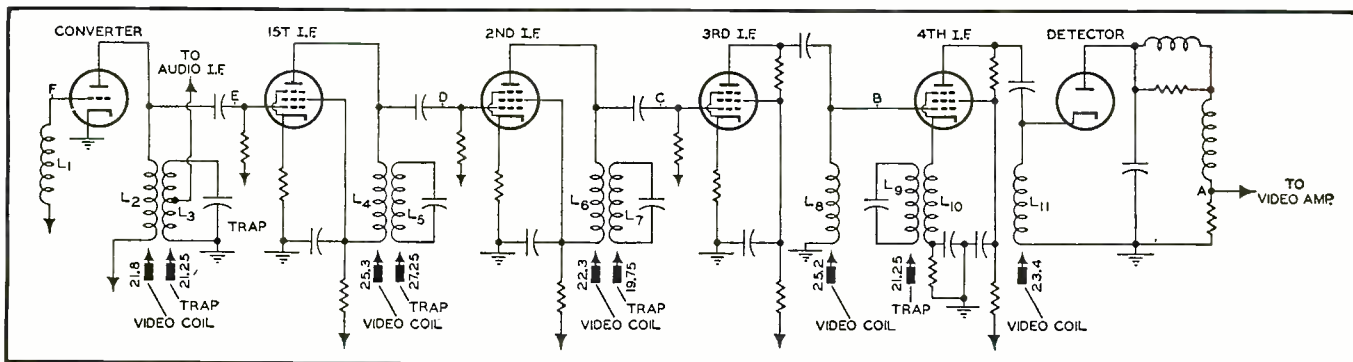 CONVERTER
1ST I.F.
2ND I.F.
3RD I.F.
4TH I.F.
DETECTOR
TO
AUDIO I.F.
F
E
D
C
B
A
L1
L2
L3
L4
L5
L6
L7
L8
L9
L10
L11
TRAP
TO
VIDEO AMP.
21.8
21.25
25.3
27.25
22.3
19.75
25.2
21.25
23.4
TRAP
VIDEO COIL
TRAP
VIDEO COIL
TRAP
VIDEO COIL
VIDEO COIL
TRAP
VIDEO COIL